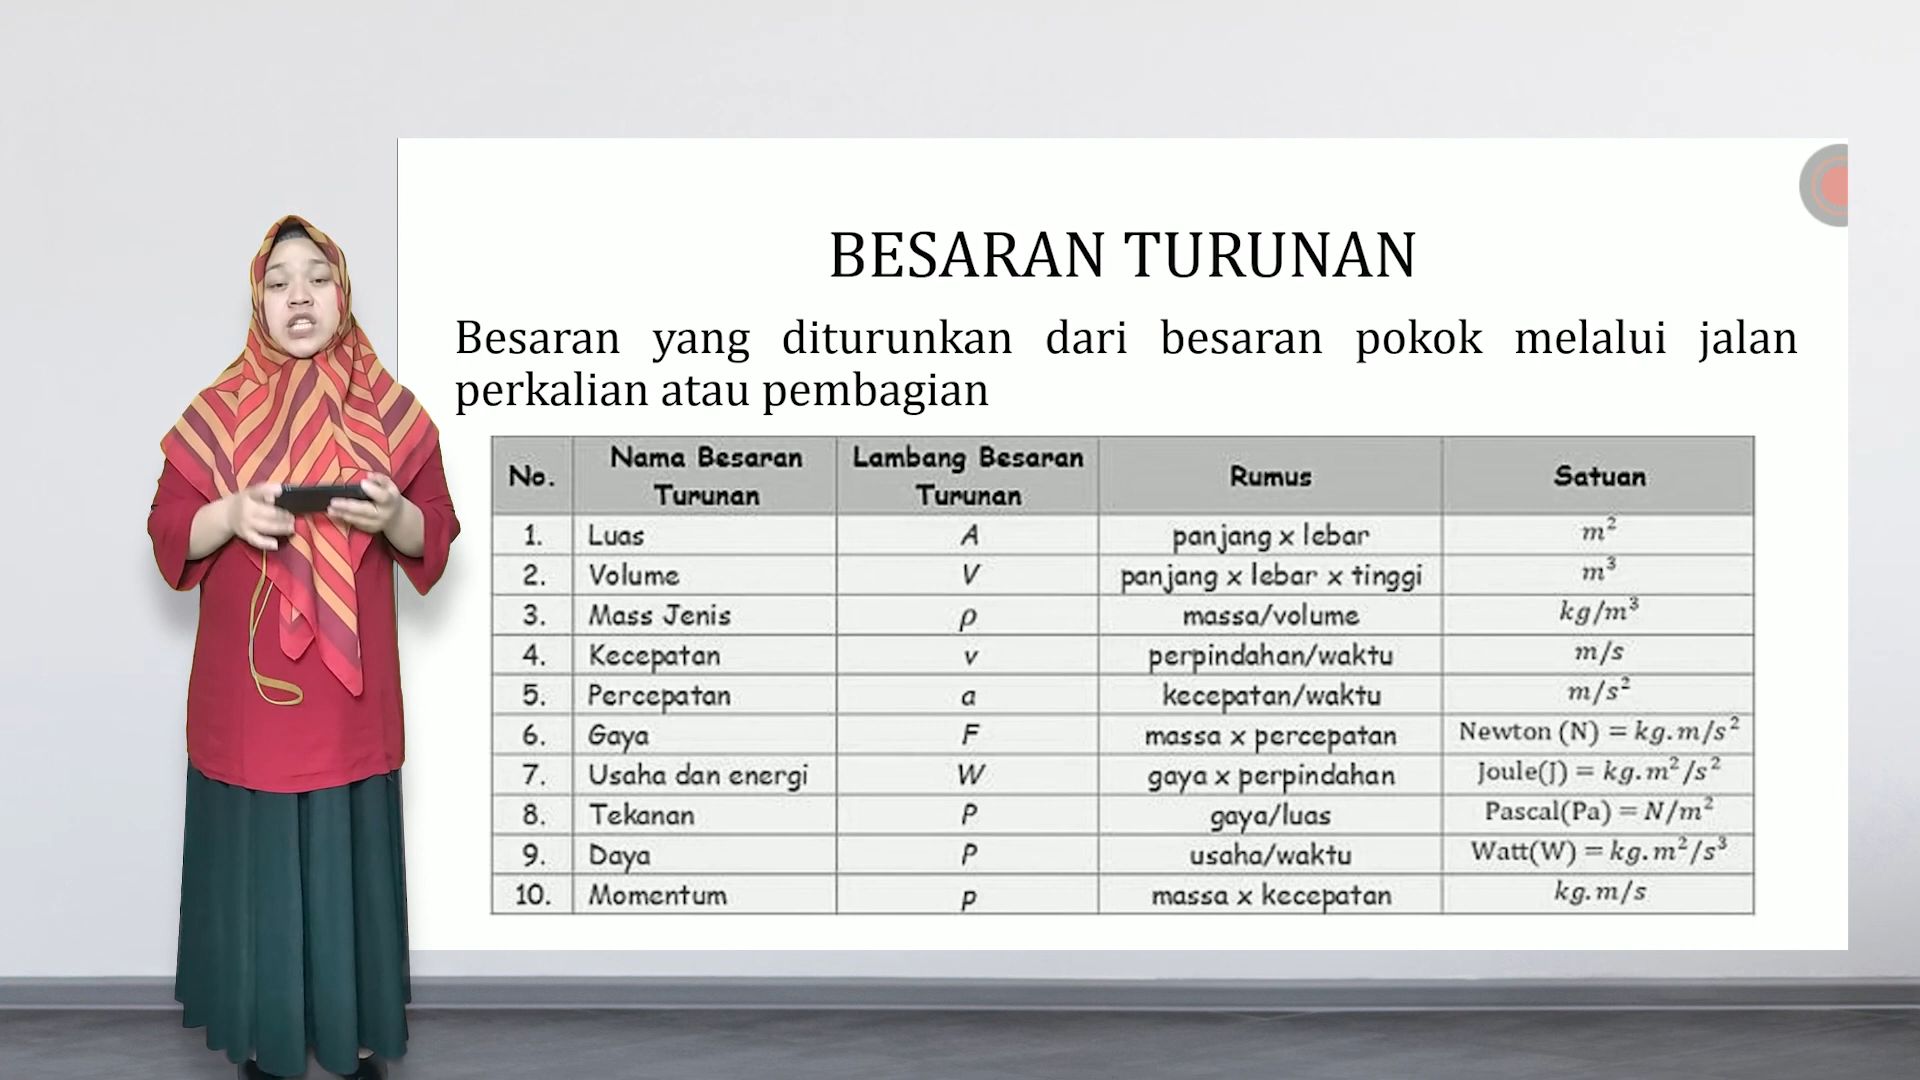 BESARAN TURUNAN
Besaran yang diturunkan dari besaran pokok melalui jalan
perkalian atau pembagian
No. Nama Besaran Turunan Lambang Besaran Turunan Rumus Satuan
1. Luas A panjang x lebar m²
2. Volume V panjang x lebar x tinggi m³
3. Mass Jenis ρ massa/volume kg/m³
4. Kecepatan v perpindahan/waktu m/s
5. Percepatan a kecepatan/waktu m/s²
6. Gaya F massa x percepatan Newton (N) = kg.m/s²
7. Usaha dan energi W gaya x perpindahan Joule(J) = kg.m²/s²
8. Tekanan P gaya/luas Pascal(Pa) = N/m²
9. Daya P usaha/waktu Watt(W) = kg.m²/s³
10. Momentum p massa x kecepatan kg.m/s